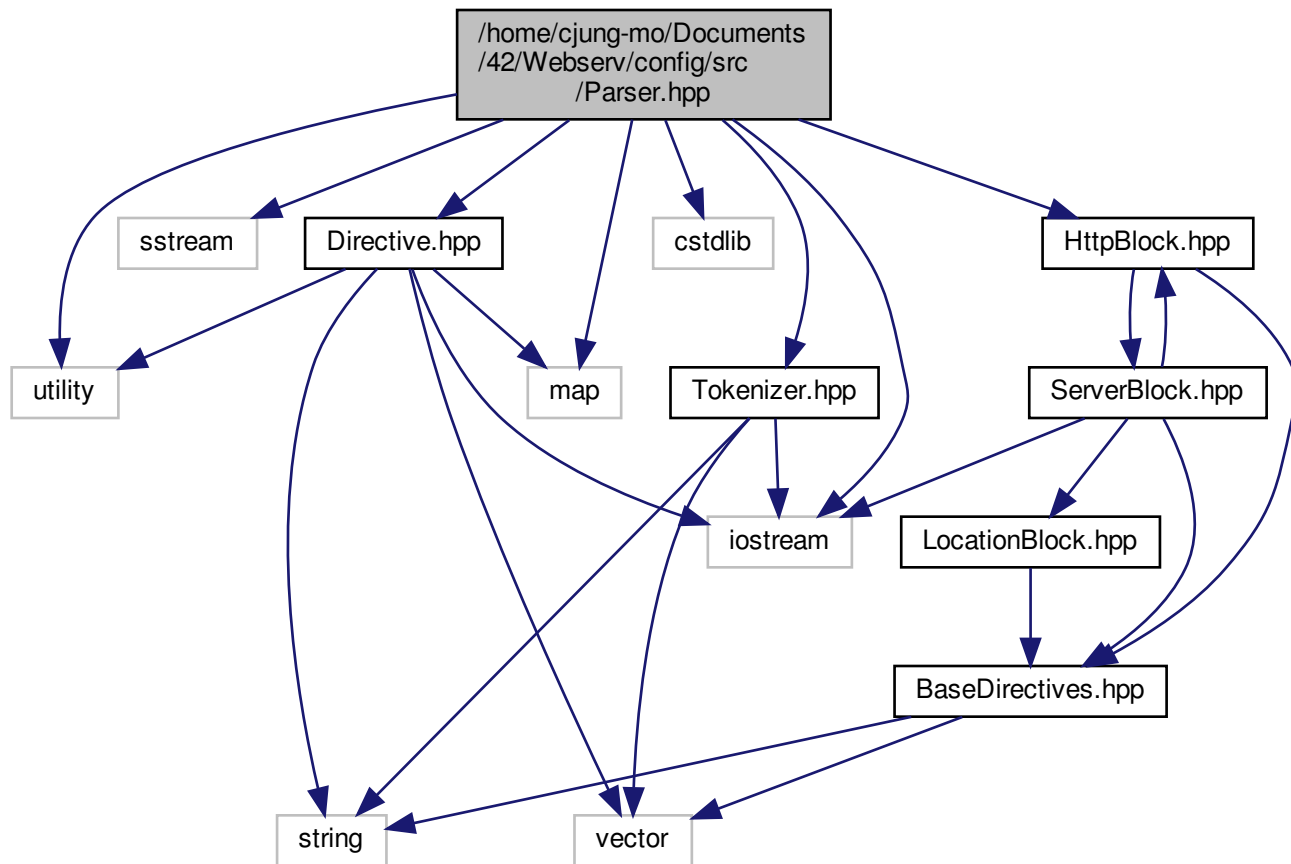 /home/cjung-mo/Documents
/42/Webserv/config/src
/Parser.hpp
sstream
Directive.hpp
cstdlib
HttpBlock.hpp
utility
map
Tokenizer.hpp
ServerBlock.hpp
iostream
LocationBlock.hpp
BaseDirectives.hpp
string
vector